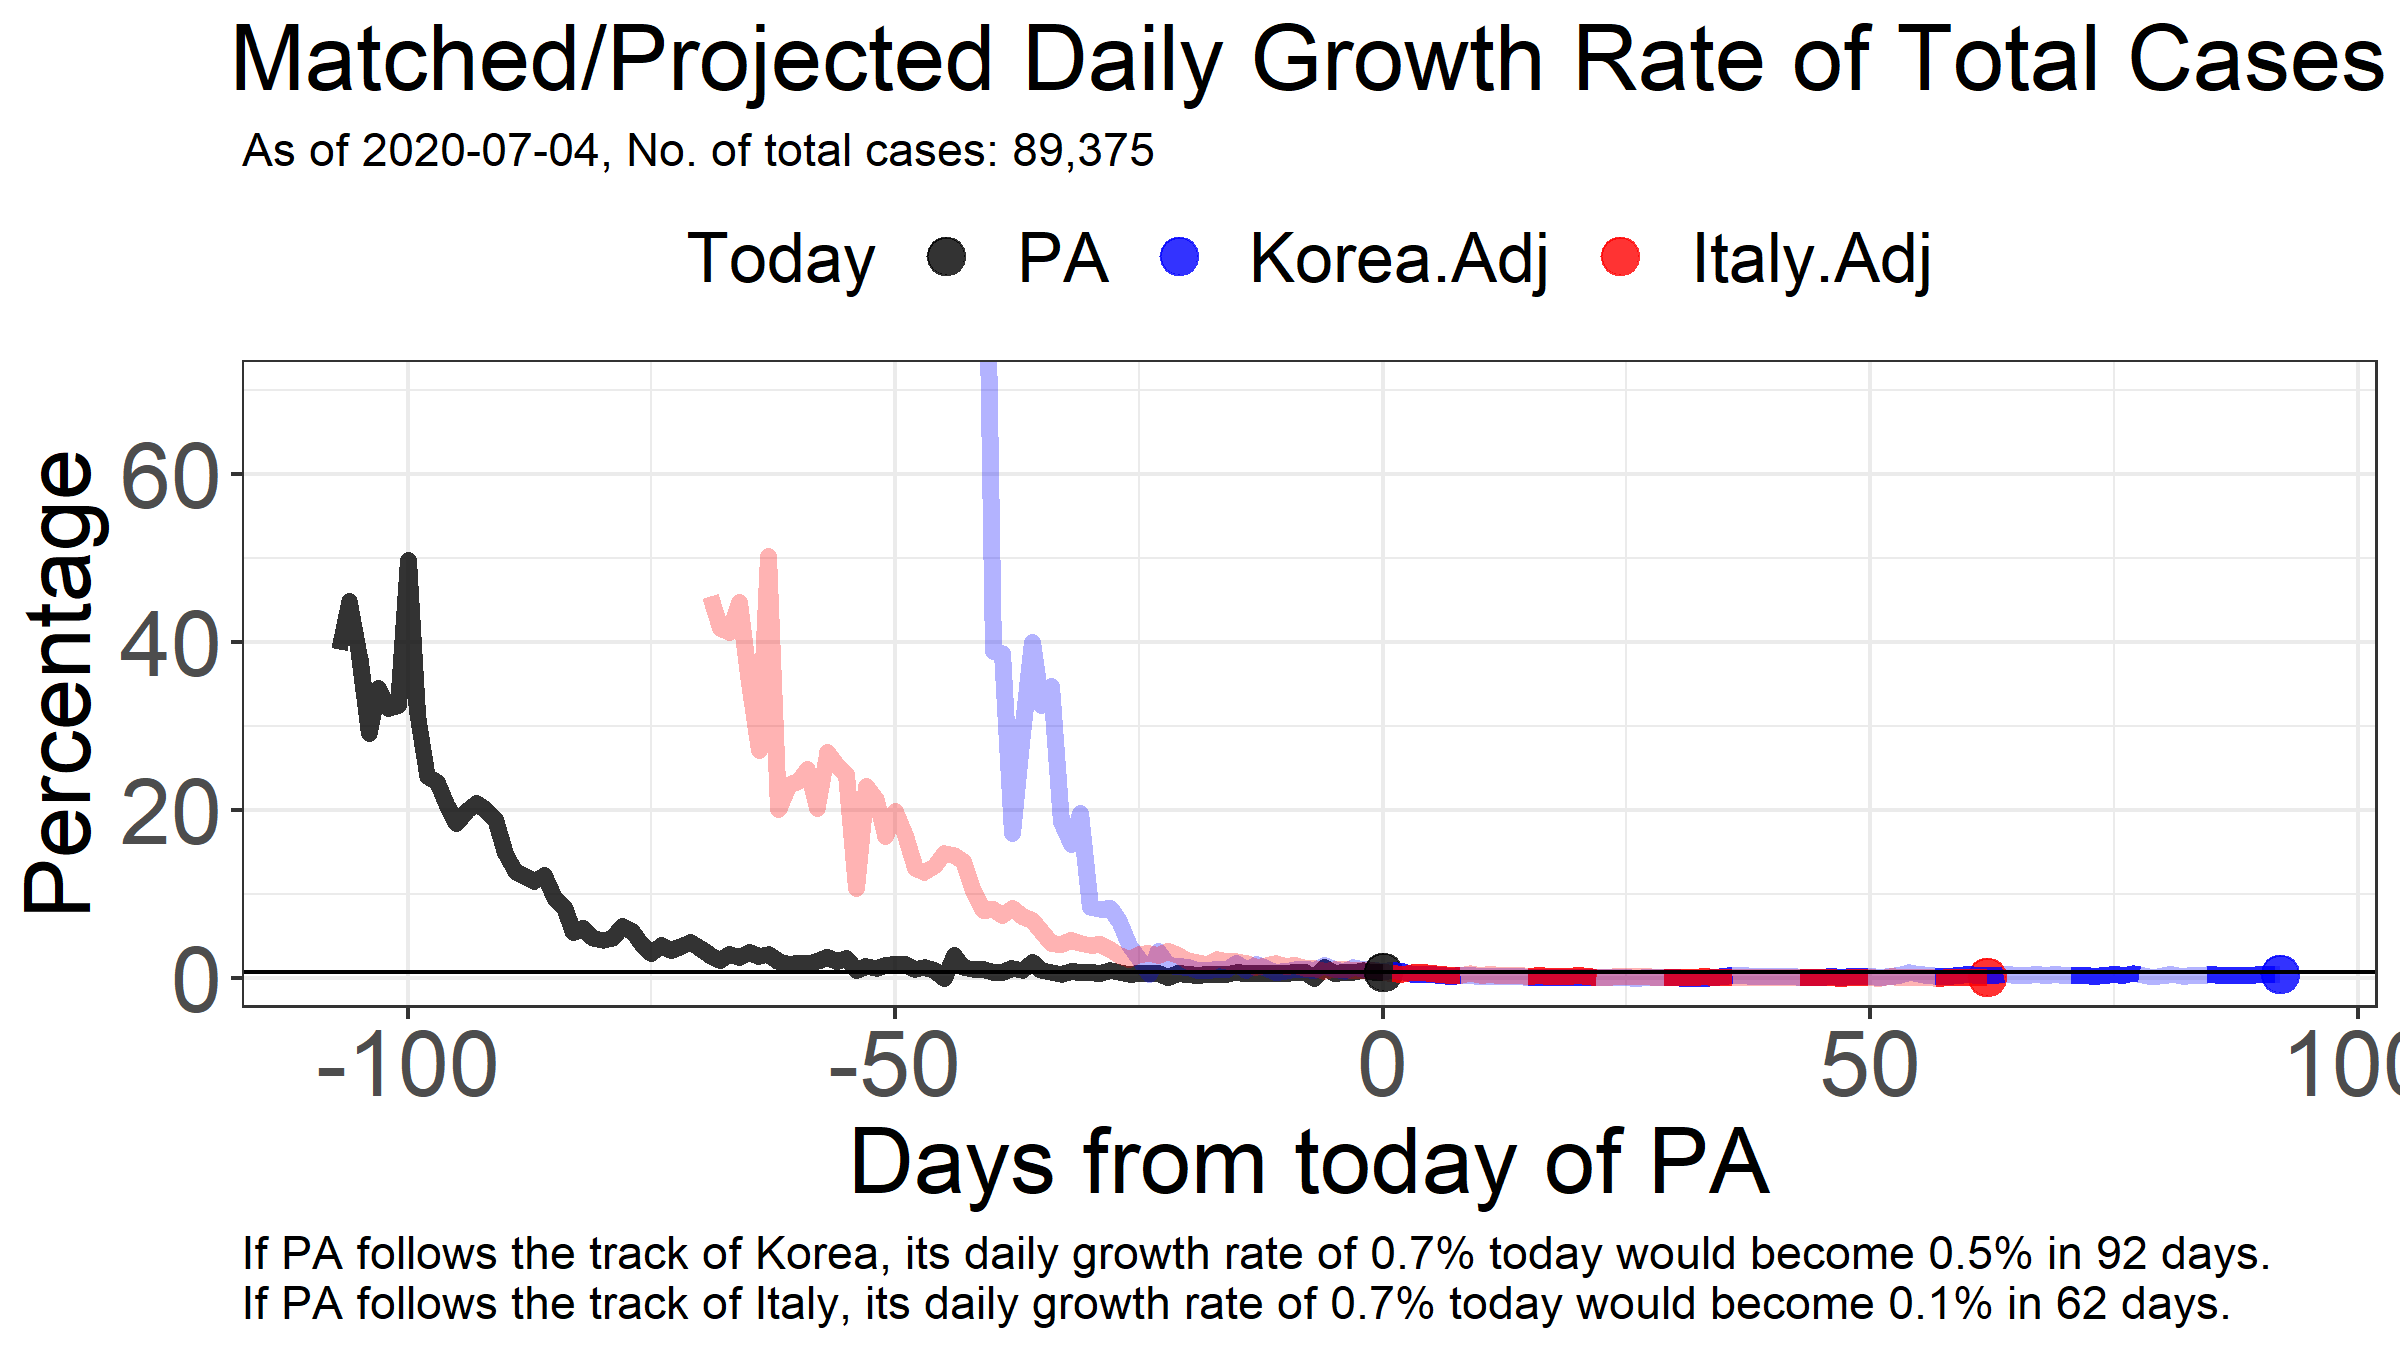 Matched/Projected Daily Growth Rate of Total Cases
As of 2020-07-04, No. of total cases: 89,375
Today PA Korea.Adj Italy.Adj
Percentage
60
40
20
0
-100 -50 0 50 100
Days from today of PA
If PA follows the track of Korea, its daily growth rate of 0.7% today would become 0.5% in 92 days.
If PA follows the track of Italy, its daily growth rate of 0.7% today would become 0.1% in 62 days.